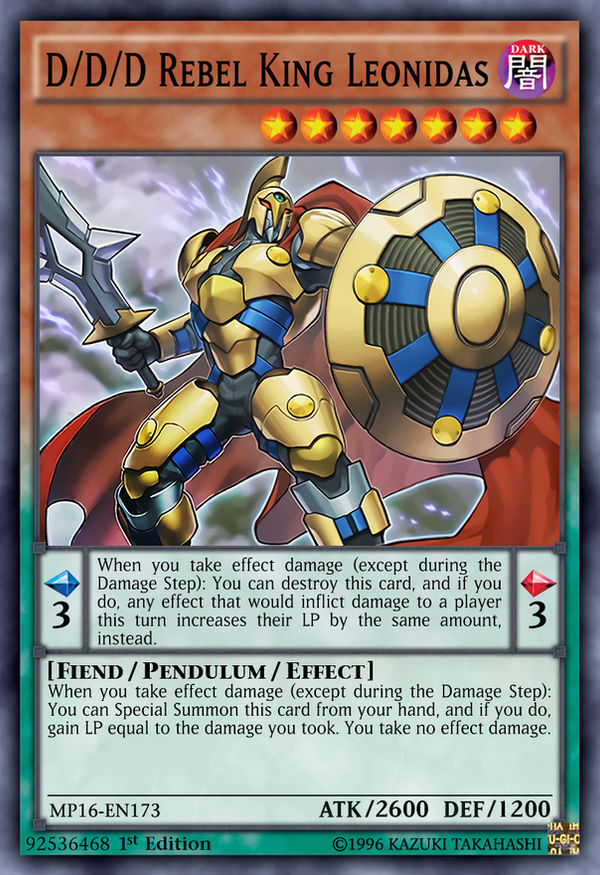 D/D/D REBEL KING LEONIDAS
DARK
闇
When you take effect damage (except during the
Damage Step): You can destroy this card, and if you
do, any effect that would inflict damage to a player
this turn increases their LP by the same amount,
instead.
3
3
[FIEND / PENDULUM / EFFECT]
When you take effect damage (except during the Damage Step):
You can Special Summon this card from your hand, and if you do,
gain LP equal to the damage you took. You take no effect damage.
MP16-EN173
ATK/2600 DEF/1200
92536468 1st Edition
©1996 KAZUKI TAKAHASHI